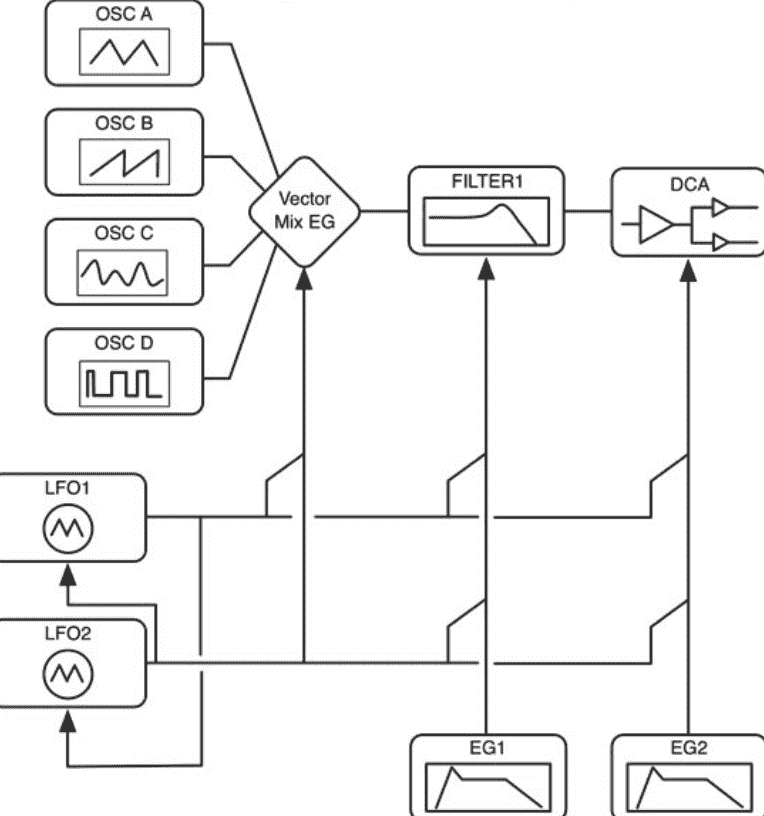 OSC A
OSC B
OSC C
OSC D
Vector
Mix EG
FILTER1
DCA
LFO1
LFO2
EG1
EG2